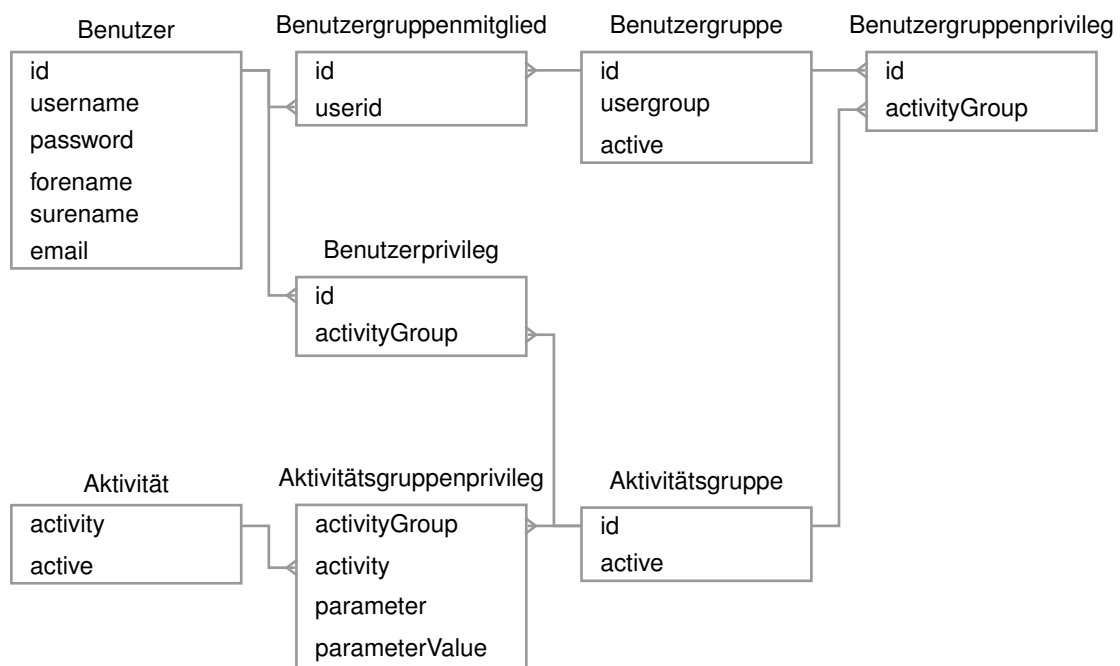 Benutzer
id
username
password
forename
surename
email
Benutzergruppenmitglied
id
userid
Benutzergruppe
id
usergroup
active
Benutzergruppenprivileg
id
activityGroup
Benutzerprivileg
id
activityGroup
Aktivität
activity
active
Aktivitätsgruppenprivileg
activityGroup
activity
parameter
parameterValue
Aktivitätsgruppe
id
active